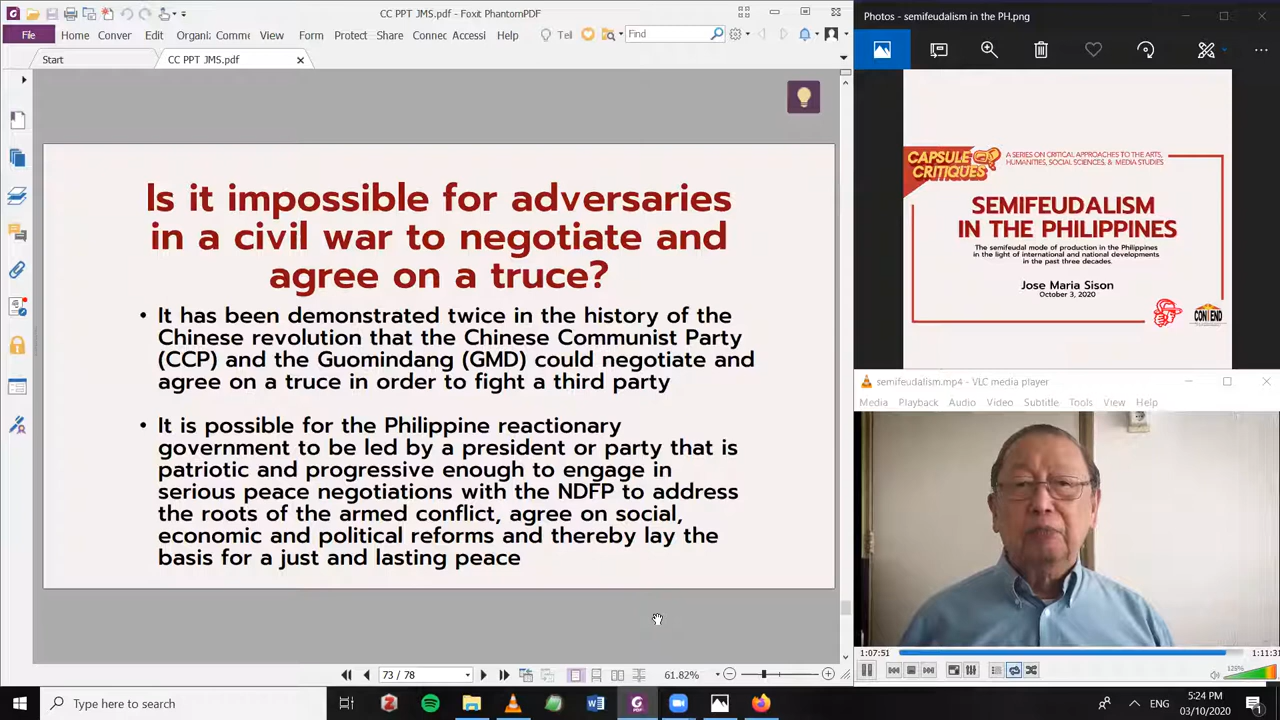 CC PPT JMS.pdf - Foxit PhantomPDF
File Home Conver Edit Organi Comme View Form Protect Share Connec Accessi Help Tel Find
Start CC PPT JMS.pdf
Is it impossible for adversaries
in a civil war to negotiate and
agree on a truce?
• It has been demonstrated twice in the history of the
Chinese revolution that the Chinese Communist Party
(CCP) and the Guomindang (GMD) could negotiate and
agree on a truce in order to fight a third party
• It is possible for the Philippine reactionary
government to be led by a president or party that is
patriotic and progressive enough to engage in
serious peace negotiations with the NDFP to address
the roots of the armed conflict, agree on social,
economic and political reforms and thereby lay the
basis for a just and lasting peace
73 / 78 61.82%
Photos - semifeudalism in the PH.png
CAPSULE
CRITIQUES
A SERIES ON CRITICAL APPROACHES TO THE ARTS,
HUMANITIES, SOCIAL SCIENCES, & MEDIA STUDIES
SEMIFEUDALISM
IN THE PHILIPPINES
The semifeudal mode of production in the Philippines
in the light of international and national developments
in the past three decades.
Jose Maria Sison
October 3, 2020
CONTEND
semifeudalism.mp4 - VLC media player
Media Playback Audio Video Subtitle Tools View Help
1:07:51 1:11:31
125%
Type here to search
ENG
5:24 PM
03/10/2020